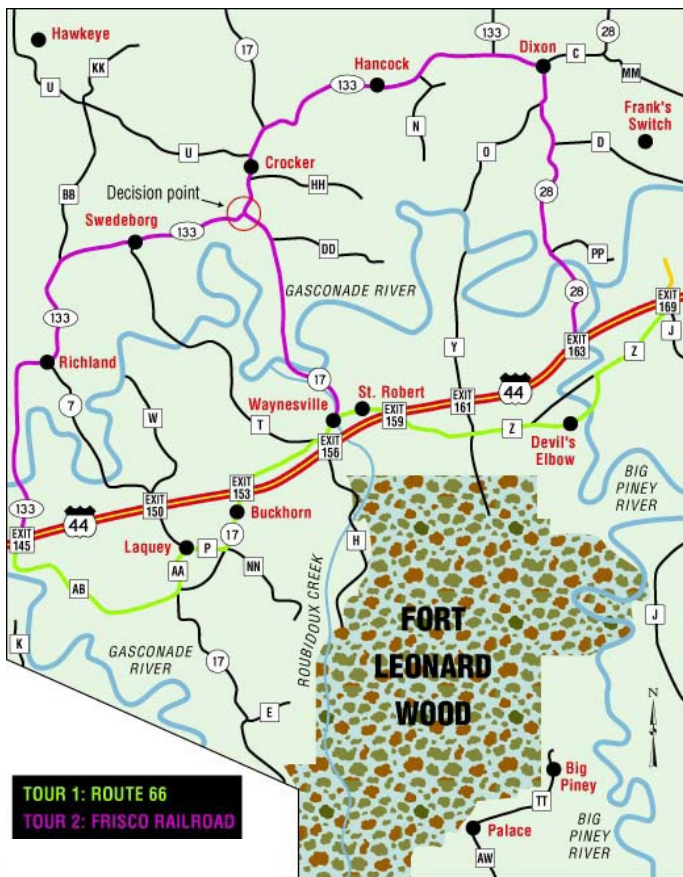 Hawkeye
KK
U
17
133
28
Hancock
Dixon
C
MM
133
Frank's
Switch
N
O
D
U
Crocker
HH
BB
Decision point
Swedeborg
133
28
DD
PP
GASCONADE RIVER
133
28
EXIT
169
J
EXIT
163
Z
Richland
Y
17
St. Robert
EXIT
161
44
7
W
Waynesville
EXIT
159
T
Z
Devil's
Elbow
EXIT
156
BIG
PINEY
RIVER
EXIT
153
EXIT
150
Buckhorn
133
44
EXIT
145
17
H
Laquey
P
AA
NN
AB
ROUBIDOUX CREEK
FORT
LEONARD
WOOD
J
K
GASCONADE
RIVER
17
E
N
Big
Piney
TT
TOUR 1: ROUTE 66
TOUR 2: FRISCO RAILROAD
Palace
BIG
PINEY
RIVER
AW